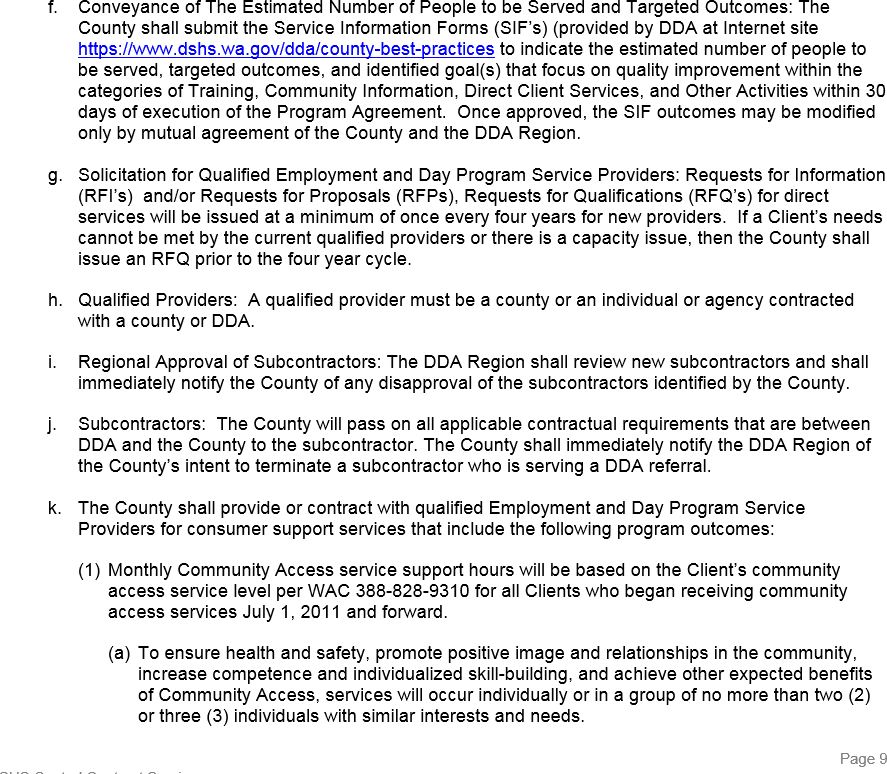 f. Conveyance of The Estimated Number of People to be Served and Targeted Outcomes: The
County shall submit the Service Information Forms (SIF's) (provided by DDA at Internet site
https://www.dshs.wa.gov/dda/county-best-practices to indicate the estimated number of people to
be served, targeted outcomes, and identified goal(s) that focus on quality improvement within the
categories of Training, Community Information, Direct Client Services, and Other Activities within 30
days of execution of the Program Agreement.  Once approved, the SIF outcomes may be modified
only by mutual agreement of the County and the DDA Region.
g. Solicitation for Qualified Employment and Day Program Service Providers: Requests for Information
(RFI's)  and/or Requests for Proposals (RFPs), Requests for Qualifications (RFQ's) for direct
services will be issued at a minimum of once every four years for new providers.  If a Client's needs
cannot be met by the current qualified providers or there is a capacity issue, then the County shall
issue an RFQ prior to the four year cycle.
h. Qualified Providers:  A qualified provider must be a county or an individual or agency contracted
with a county or DDA.
i. Regional Approval of Subcontractors: The DDA Region shall review new subcontractors and shall
immediately notify the County of any disapproval of the subcontractors identified by the County.
j. Subcontractors:  The County will pass on all applicable contractual requirements that are between
DDA and the County to the subcontractor. The County shall immediately notify the DDA Region of
the County's intent to terminate a subcontractor who is serving a DDA referral.
k. The County shall provide or contract with qualified Employment and Day Program Service
Providers for consumer support services that include the following program outcomes:
(1) Monthly Community Access service support hours will be based on the Client's community
access service level per WAC 388-828-9310 for all Clients who began receiving community
access services July 1, 2011 and forward.
(a) To ensure health and safety, promote positive image and relationships in the community,
increase competence and individualized skill-building, and achieve other expected benefits
of Community Access, services will occur individually or in a group of no more than two (2)
or three (3) individuals with similar interests and needs.
Page 9